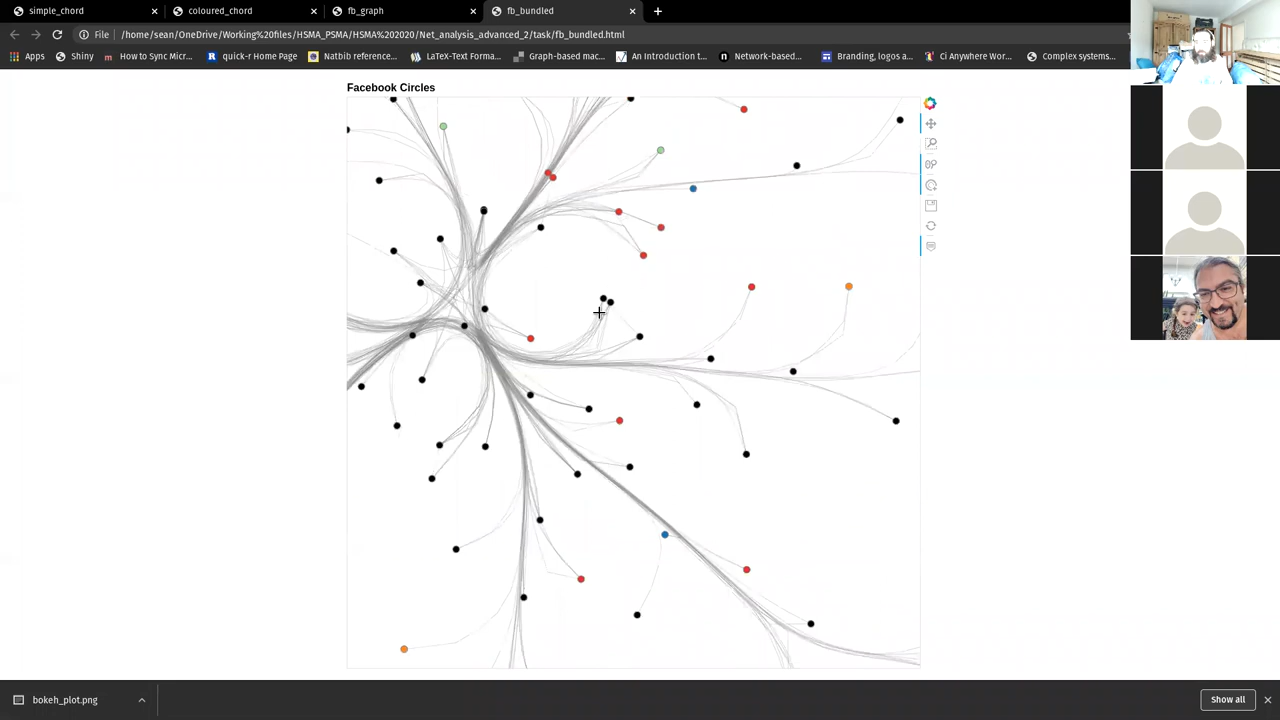 simple_chord
coloured_chord
fb_graph
fb_bundled
File
/home/sean/OneDrive/Working%20files/HSMA_PSMA/HSMA%202020/Net_analysis_advanced_2/task/fb_bundled.html
Apps
Shiny
How to Sync Micr...
quick-r Home Page
Natbib reference...
LaTeX-Text Forma...
Graph-based mac...
An Introduction t...
Network-based...
Branding, logos a...
Ci Anywhere Wor...
Complex systems...
Facebook Circles
bokeh_plot.png
Show all